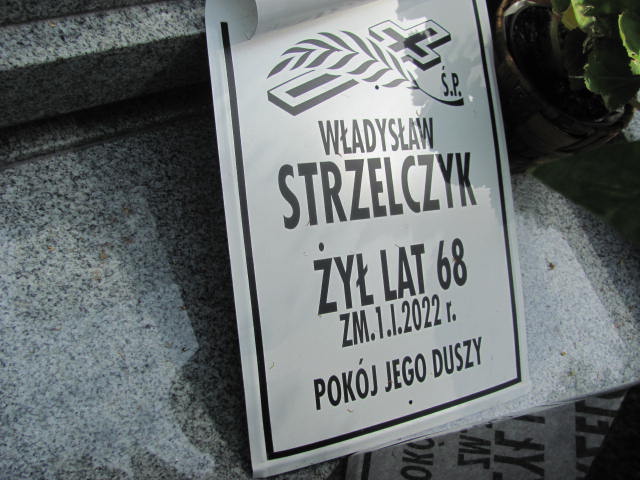 Ś.P.
WŁADYSŁAW
STRZELCZYK
ŻYŁ LAT 68
ZM.1.I.2022 r.
POKÓJ JEGO DUSZY